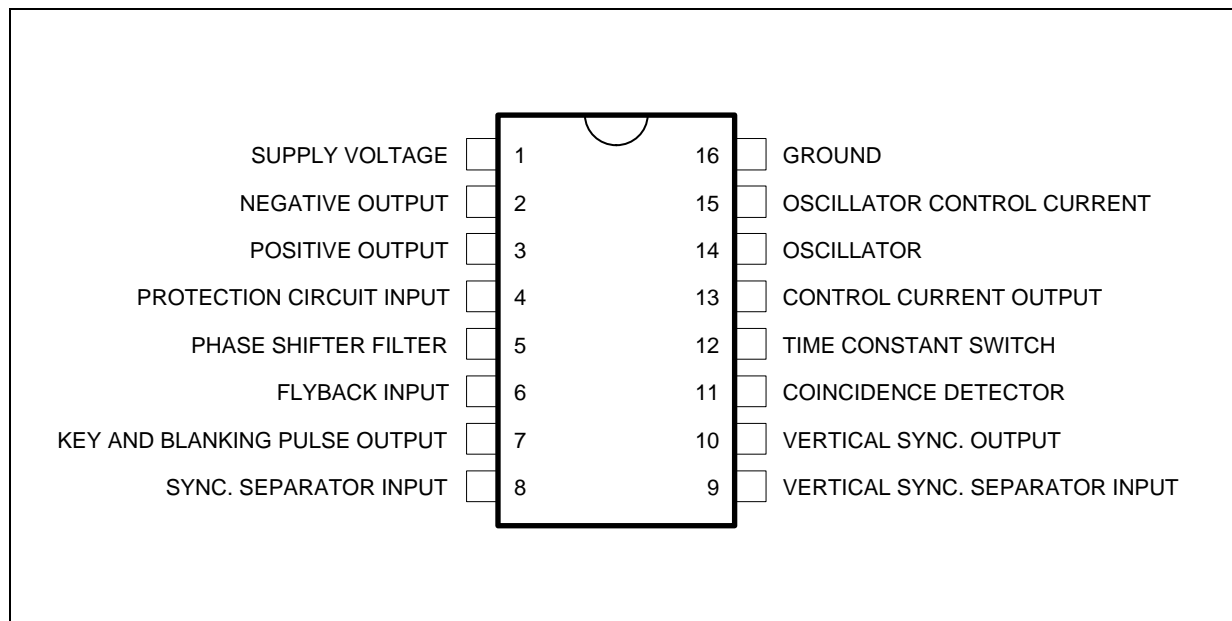 SUPPLY VOLTAGE 1 16 GROUND
NEGATIVE OUTPUT 2 15 OSCILLATOR CONTROL CURRENT
POSITIVE OUTPUT 3 14 OSCILLATOR
PROTECTION CIRCUIT INPUT 4 13 CONTROL CURRENT OUTPUT
PHASE SHIFTER FILTER 5 12 TIME CONSTANT SWITCH
FLYBACK INPUT 6 11 COINCIDENCE DETECTOR
KEY AND BLANKING PULSE OUTPUT 7 10 VERTICAL SYNC. OUTPUT
SYNC. SEPARATOR INPUT 8 9 VERTICAL SYNC. SEPARATOR INPUT